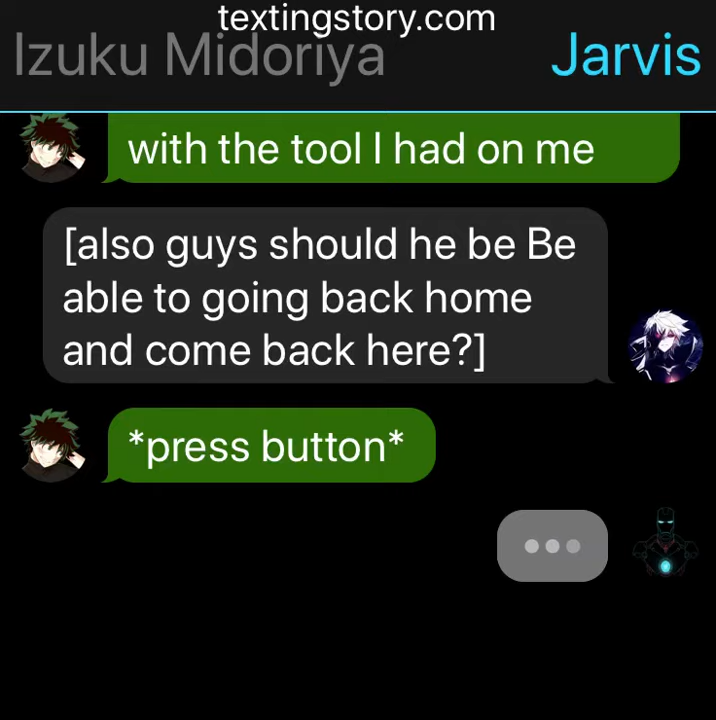 textingstory.com
Izuku Midoriya
Jarvis
with the tool I had on me
[also guys should he be Be
able to going back home
and come back here?]
*press button*